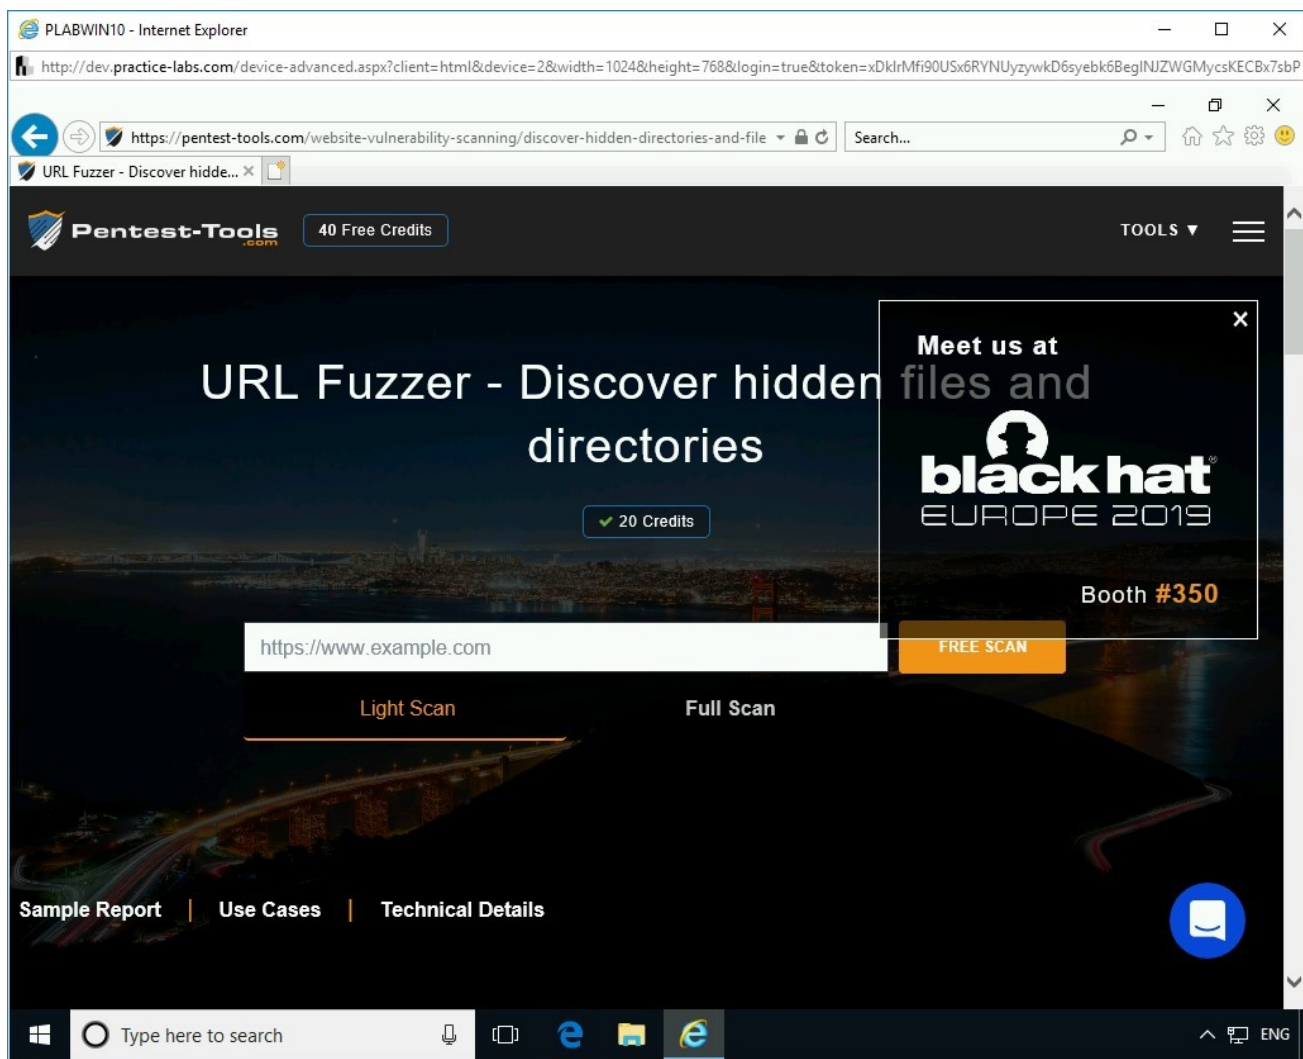 PLABWIN10 - Internet Explorer
http://dev.practice-labs.com/device-advanced.aspx?client=html&device=2&width=1024&height=768&login=true&token=xDkIrMfi90USx6RYNUyzywkD6syebk6BegINJZWGMycsKECBx7sbP
https://pentest-tools.com/website-vulnerability-scanning/discover-hidden-directories-and-file
Search...
URL Fuzzer - Discover hidde...
Pentest-Tools
.com
40 Free Credits
TOOLS ▼
Meet us at
URL Fuzzer - Discover hidden files and
directories
black hat®
EUROPE 2019
20 Credits
Booth #350
https://www.example.com
FREE SCAN
Light Scan
Full Scan
Sample Report | Use Cases | Technical Details
Type here to search
ENG